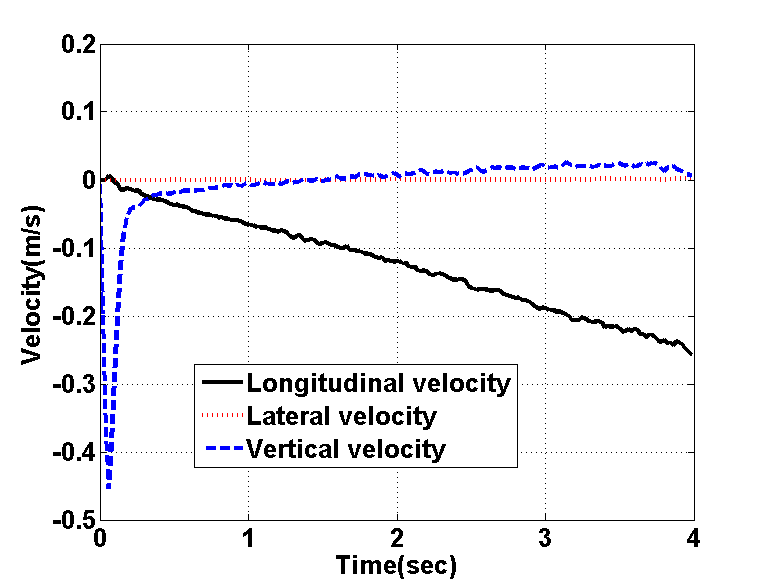 0.2
0.1
0
-0.1
-0.2
-0.3
-0.4
-0.5
Velocity(m/s)
Longitudinal velocity
Lateral velocity
Vertical velocity
0 1 2 3 4
Time(sec)